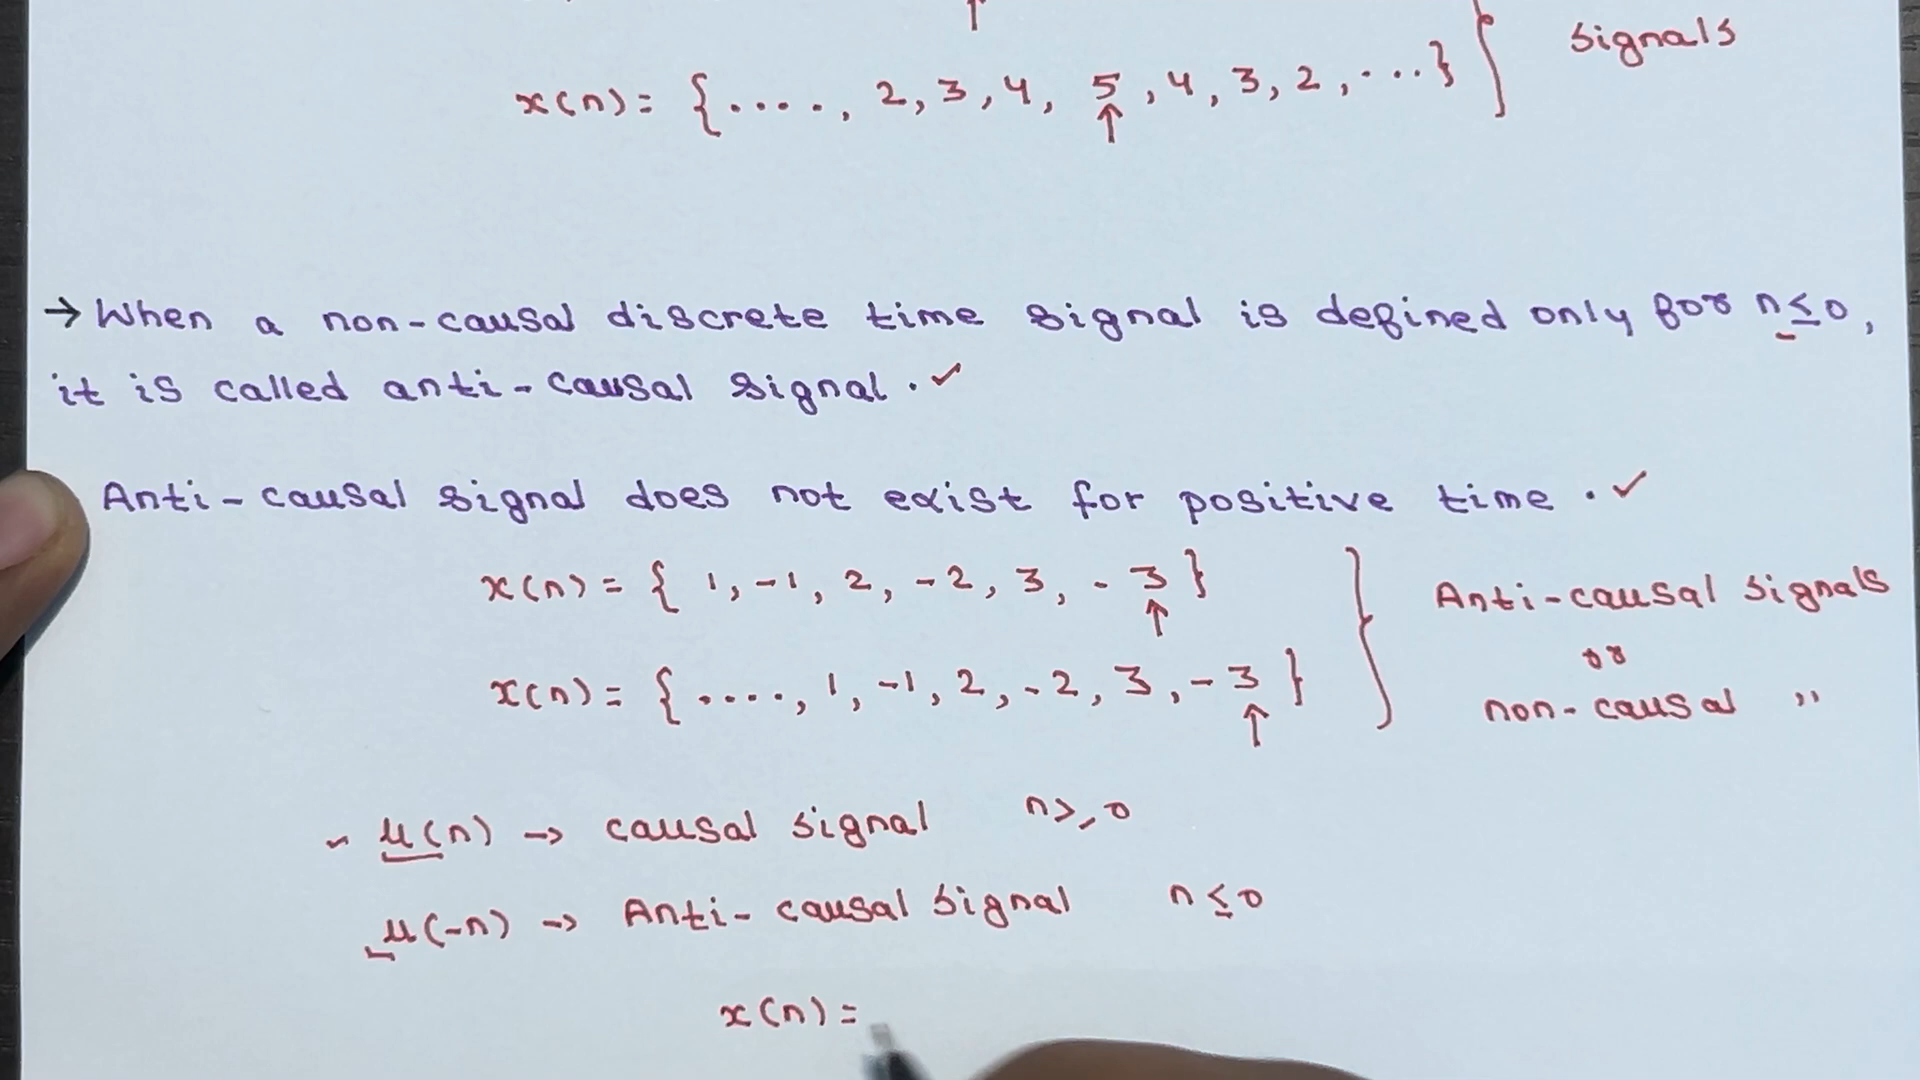 signals
x(n) = {...., 2, 3, 4, 5, 4, 3, 2, ...}
↑
→ When a non-causal discrete time signal is defined only for n≤0,
it is called anti-causal signal. ✓
Anti-causal signal does not exist for positive time. ✓
x(n) = { 1, -1, 2, -2, 3, -3 }
↑
x(n) = { ...., 1, -1, 2, -2, 3, -3 }
↑
Anti-causal signals
or
non-causal "
u(n) → causal signal n≥0
u(-n) → Anti-causal signal n≤0
x(n) =